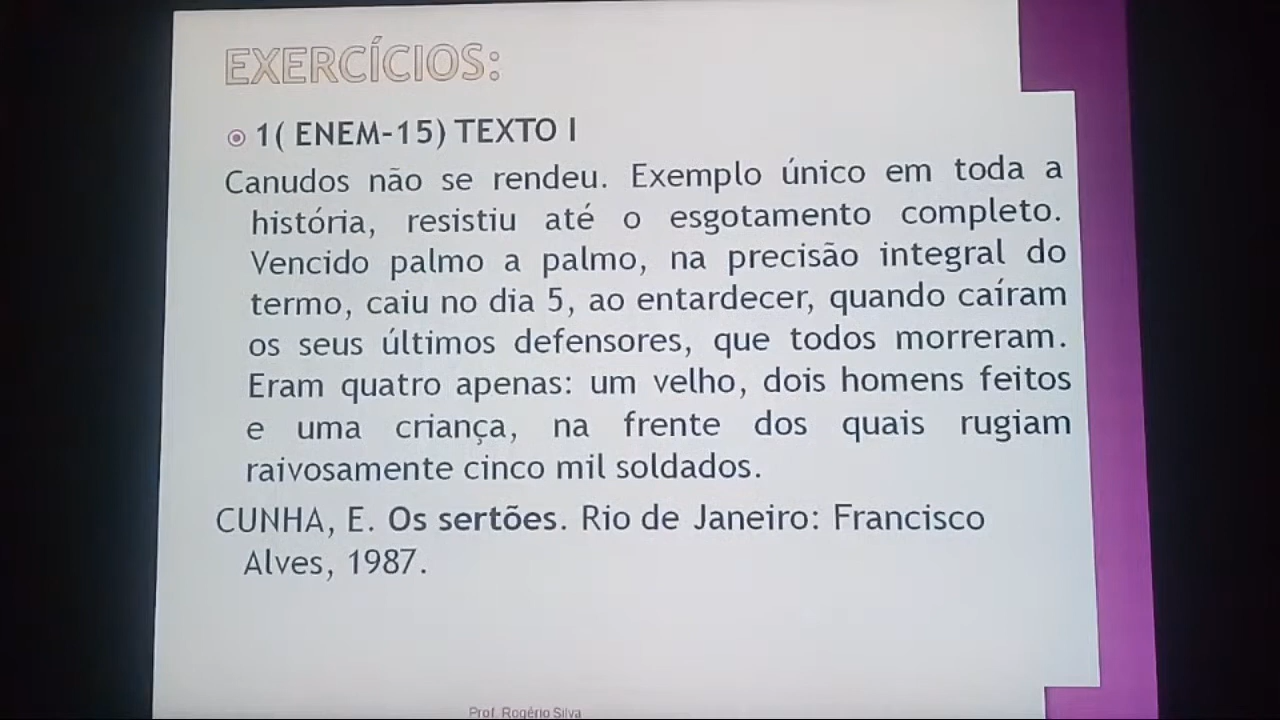 EXERCÍCIOS:
1( ENEM-15) TEXTO I
Canudos não se rendeu. Exemplo único em toda a
história, resistiu até o esgotamento completo.
Vencido palmo a palmo, na precisão integral do
termo, caiu no dia 5, ao entardecer, quando caíram
os seus últimos defensores, que todos morreram.
Eram quatro apenas: um velho, dois homens feitos
e uma criança, na frente dos quais rugiam
raivosamente cinco mil soldados.
CUNHA, E. Os sertões. Rio de Janeiro: Francisco
Alves, 1987.
Prof. Rogério Silva